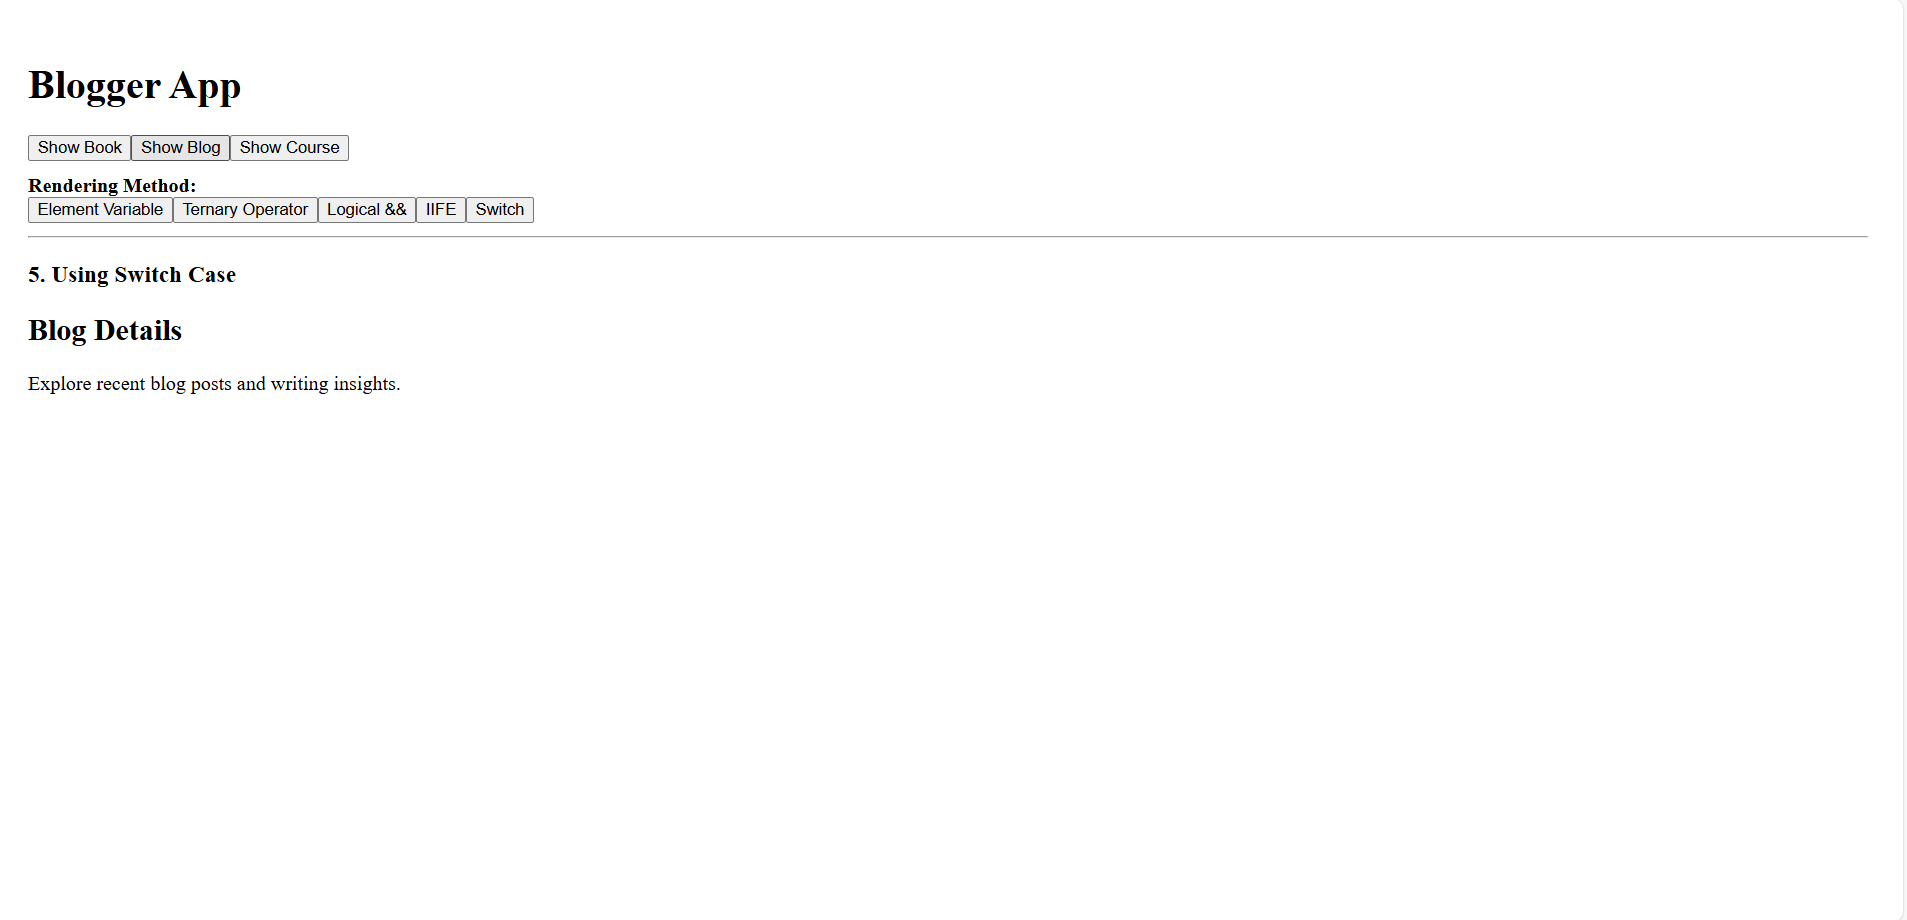 Blogger App
Show Book Show Blog Show Course
Rendering Method:
Element Variable Ternary Operator Logical && IIFE Switch
5. Using Switch Case
Blog Details
Explore recent blog posts and writing insights.